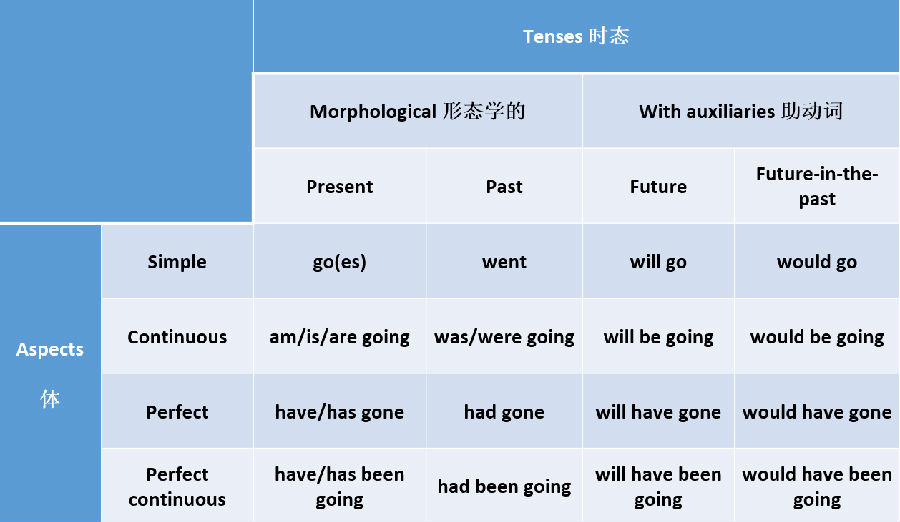 Tenses 时态
Morphological 形态学的
With auxiliaries 助动词
Present
Past
Future
Future-in-the-
past
Aspects
体
Simple
go(es)
went
will go
would go
Continuous
am/is/are going
was/were going
will be going
would be going
Perfect
have/has gone
had gone
will have gone
would have gone
Perfect
continuous
have/has been
going
had been going
will have been
going
would have been
going